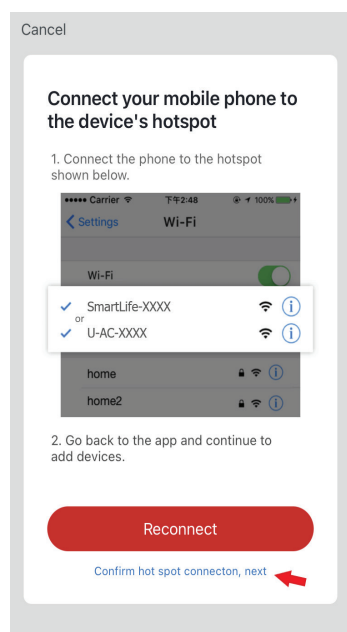 Cancel
Connect your mobile phone to
the device's hotspot
1. Connect the phone to the hotspot
shown below.
Carrier 下午2:48 100%
Settings Wi-Fi
Wi-Fi
SmartLife-XXXX
or
U-AC-XXXX
home
home2
2. Go back to the app and continue to
add devices.
Reconnect
Confirm hot spot connecton, next